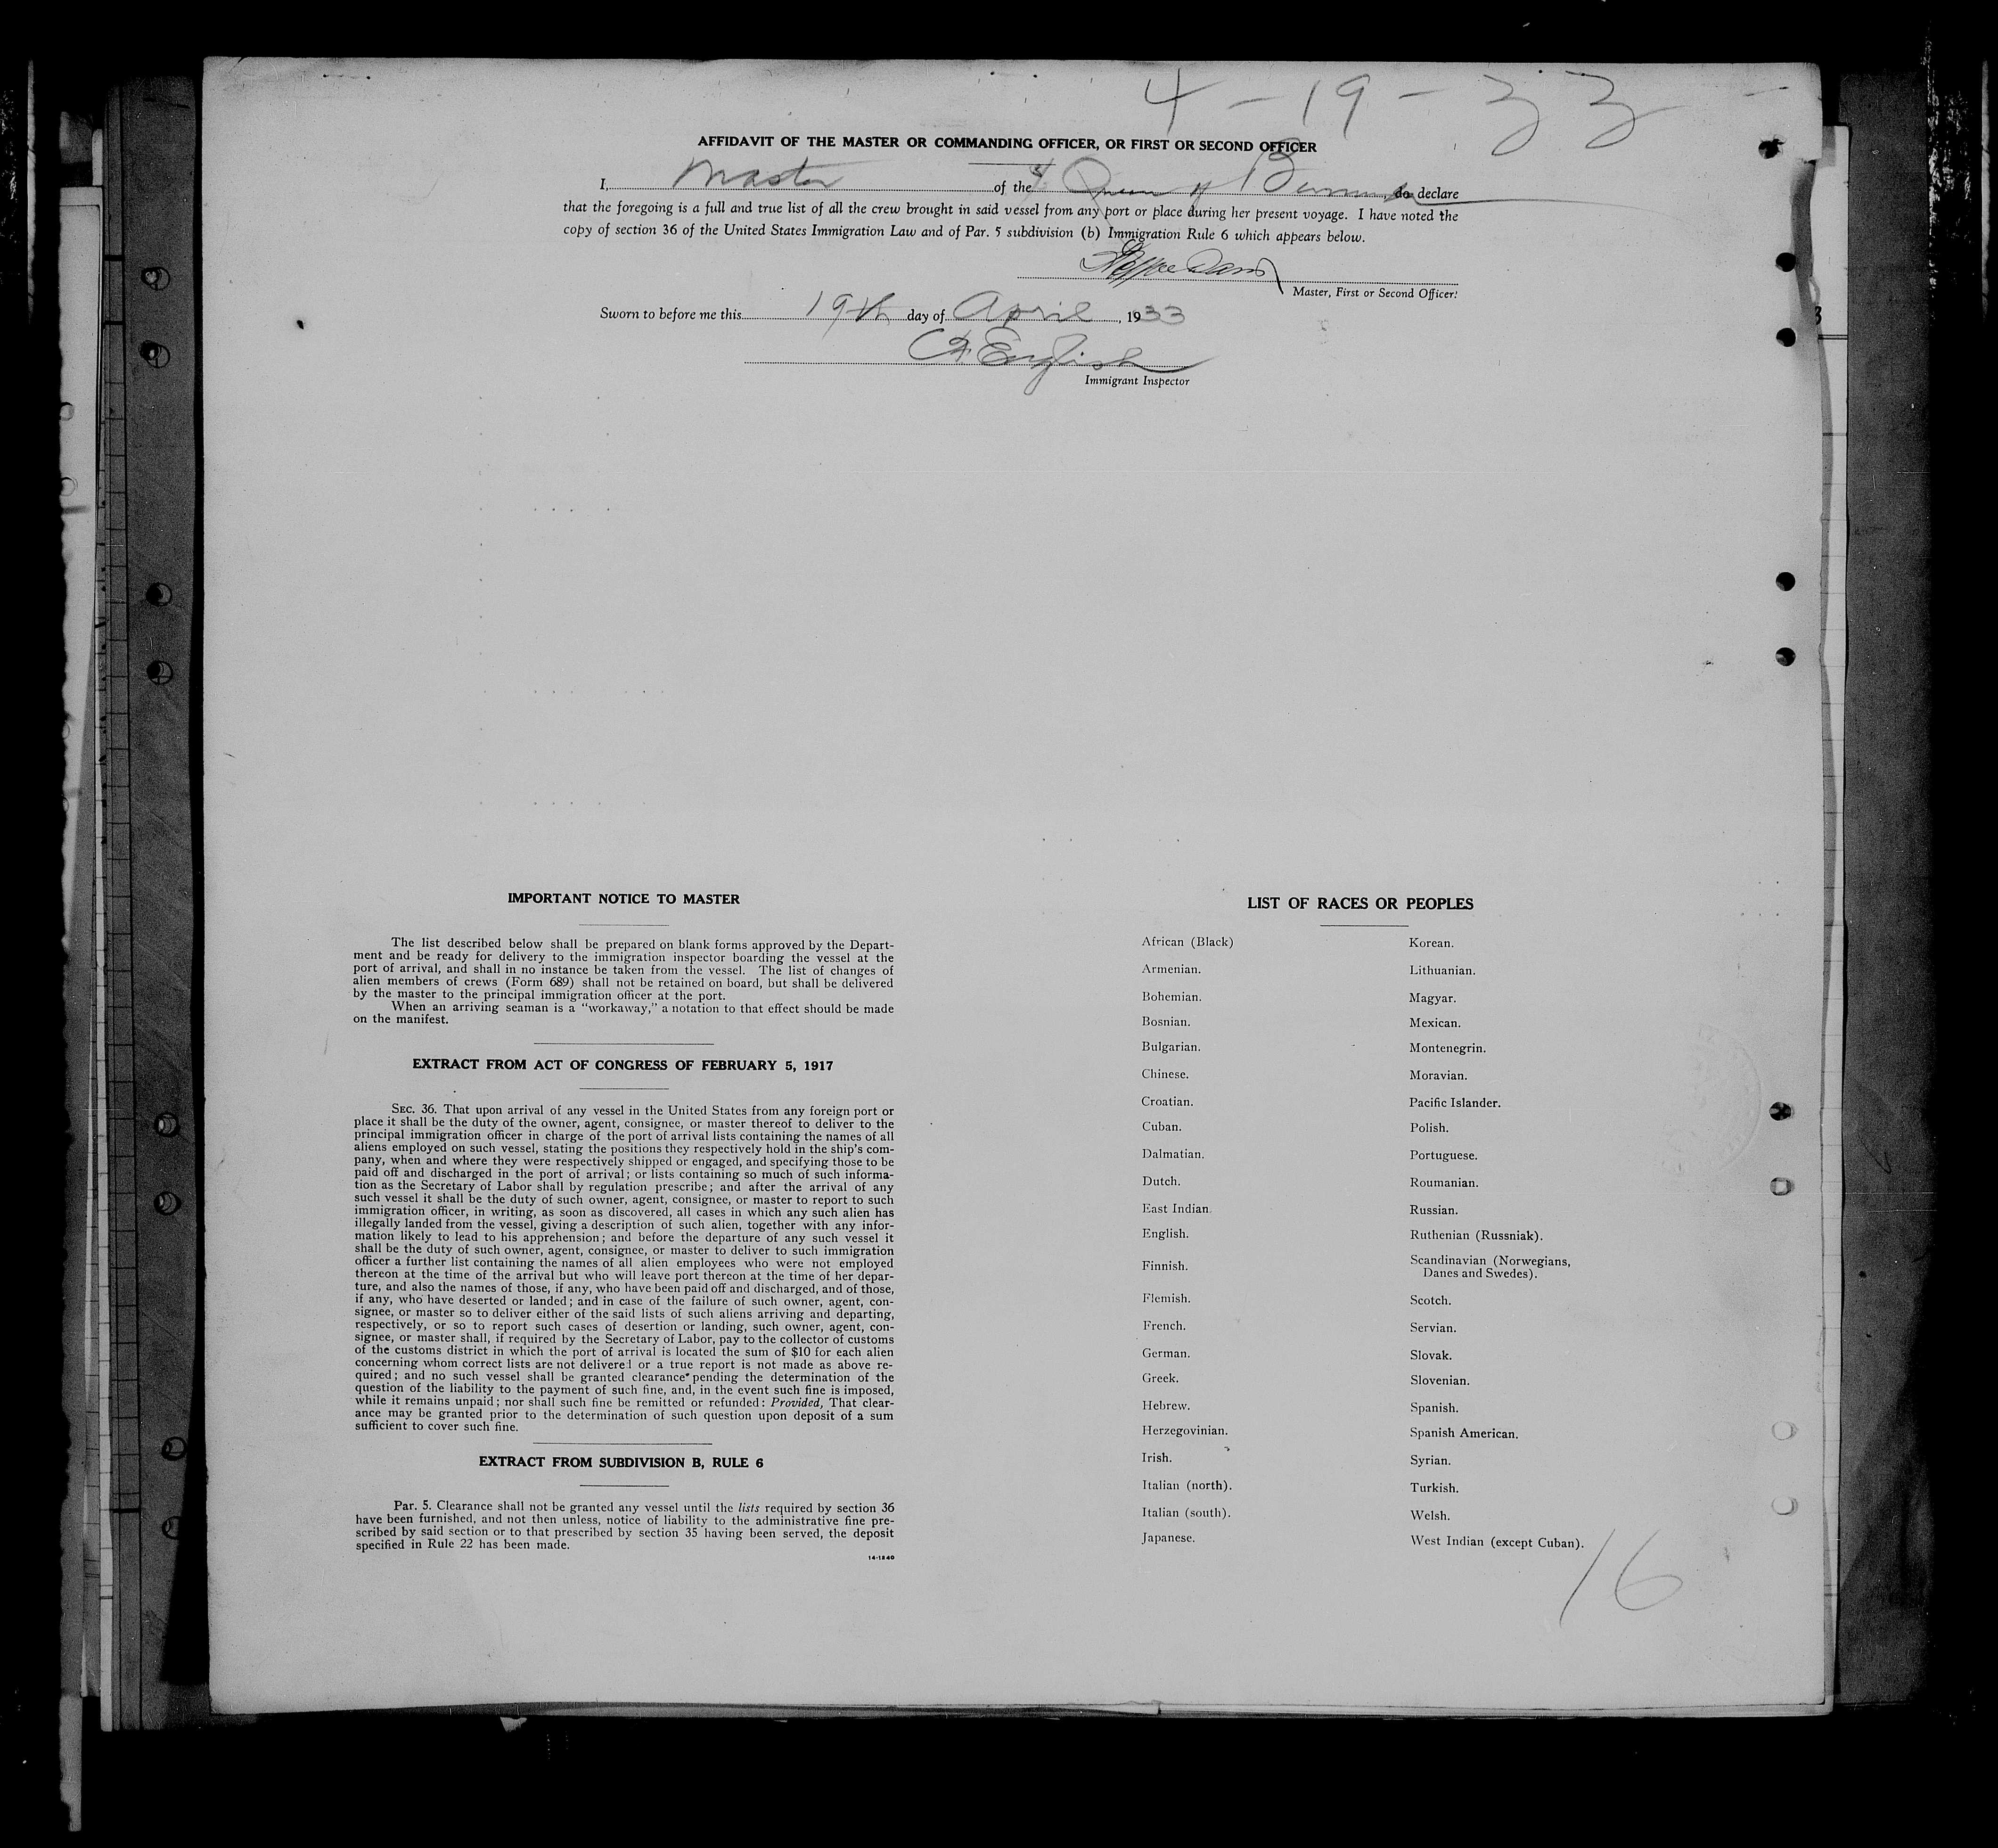 4-19-33
AFFIDAVIT OF THE MASTER OR COMMANDING OFFICER, OR FIRST OR SECOND OFFICER
I, Master of the Queen of Bermuda do declare
that the foregoing is a full and true list of all the crew brought in said vessel from any port or place during her present voyage. I have noted the
copy of section 36 of the United States Immigration Law and of Par. 5 subdivision (b) Immigration Rule 6 which appears below.
Davis
Master, First or Second Officer.
Sworn to before me this 19th day of April, 1933
English
Immigrant Inspector
IMPORTANT NOTICE TO MASTER
The list described below shall be prepared on blank forms approved by the Depart-
ment and be ready for delivery to the immigration inspector boarding the vessel at the
port of arrival, and shall in no instance be taken from the vessel. The list of changes of
alien members of crews (Form 689) shall not be retained on board, but shall be delivered
by the master to the principal immigration officer at the port.
When an arriving seaman is a "workaway," a notation to that effect should be made
on the manifest.
EXTRACT FROM ACT OF CONGRESS OF FEBRUARY 5, 1917
SEC. 36. That upon arrival of any vessel in the United States from any foreign port or
place it shall be the duty of the owner, agent, consignee, or master thereof to deliver to the
principal immigration officer in charge of the port of arrival lists containing the names of all
aliens employed on such vessel, stating the positions they respectively hold in the ship's com-
pany, when and where they were respectively shipped or engaged, and specifying those to be
paid off and discharged in the port of arrival; or lists containing so much of such informa-
tion as the Secretary of Labor shall by regulation prescribe; and after the arrival of any
such vessel it shall be the duty of such owner, agent, consignee, or master to report to such
immigration officer, in writing, as soon as discovered, all cases in which any such alien has
illegally landed from the vessel, giving a description of such alien, together with any infor-
mation likely to lead to his apprehension; and before the departure of any such vessel it
shall be the duty of such owner, agent, consignee, or master to deliver to such immigration
officer a further list containing the names of all alien employees who were not employed
thereon at the time of the arrival but who will leave port thereon at the time of her depar-
ture, and also the names of those, if any, who have been paid off and discharged, and of those,
if any, who have deserted or landed; and in case of the failure of such owner, agent, con-
signee, or master so to deliver either of the said lists of such aliens arriving and departing,
respectively, or so to report such cases of desertion or landing, such owner, agent, con-
signee, or master shall, if required by the Secretary of Labor, pay to the collector of customs
of the customs district in which the port of arrival is located the sum of $10 for each alien
concerning whom correct lists are not delivered or a true report is not made as above re-
quired; and no such vessel shall be granted clearance pending the determination of the
question of the liability to the payment of such fine, and, in the event such fine is imposed,
while it remains unpaid; nor shall such fine be remitted or refunded: Provided, That clear-
ance may be granted prior to the determination of such question upon deposit of a sum
sufficient to cover such fine.
EXTRACT FROM SUBDIVISION B, RULE 6
Par. 5. Clearance shall not be granted any vessel until the lists required by section 36
have been furnished, and not then unless, notice of liability to the administrative fine pre-
scribed by said section or to that prescribed by section 35 having been served, the deposit
specified in Rule 22 has been made.
14-1840
LIST OF RACES OR PEOPLES
African (Black)
Armenian.
Bohemian.
Bosnian.
Bulgarian.
Chinese.
Croatian.
Cuban.
Dalmatian.
Dutch.
East Indian.
English.
Finnish.
Flemish.
French.
German.
Greek.
Hebrew.
Herzegovinian.
Irish.
Italian (north).
Italian (south).
Japanese.
Korean.
Lithuanian.
Magyar.
Mexican.
Montenegrin.
Moravian.
Pacific Islander.
Polish.
Portuguese.
Roumanian.
Russian.
Ruthenian (Russniak).
Scandinavian (Norwegians,
Danes and Swedes).
Scotch.
Servian.
Slovak.
Slovenian.
Spanish.
Spanish American.
Syrian.
Turkish.
Welsh.
West Indian (except Cuban).
16